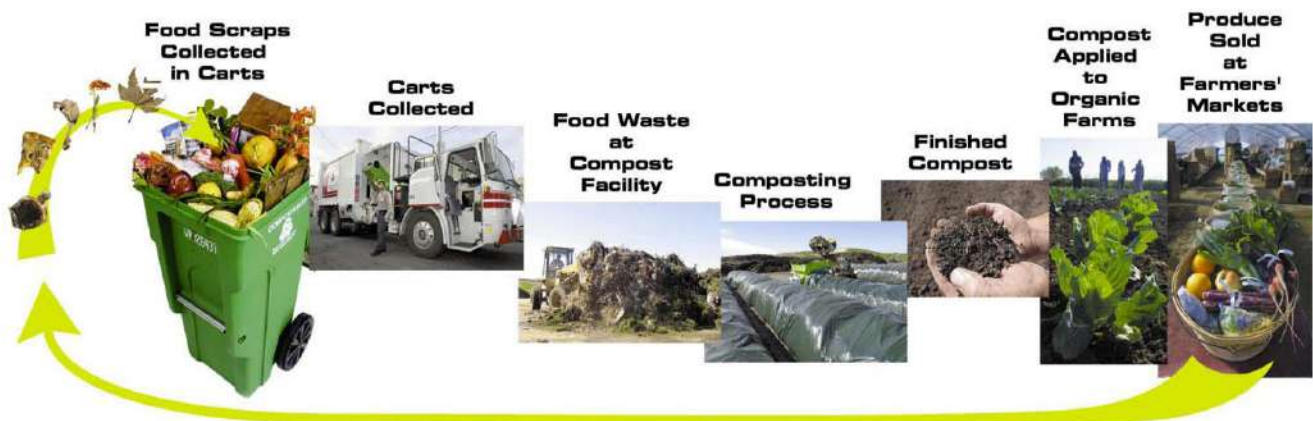 Food Scraps
Collected
in Carts
Carts
Collected
Food Waste
at
Compost
Facility
Composting
Process
Finished
Compost
Compost
Applied
to
Organic
Farms
Produce
Sold
at
Farmers'
Markets